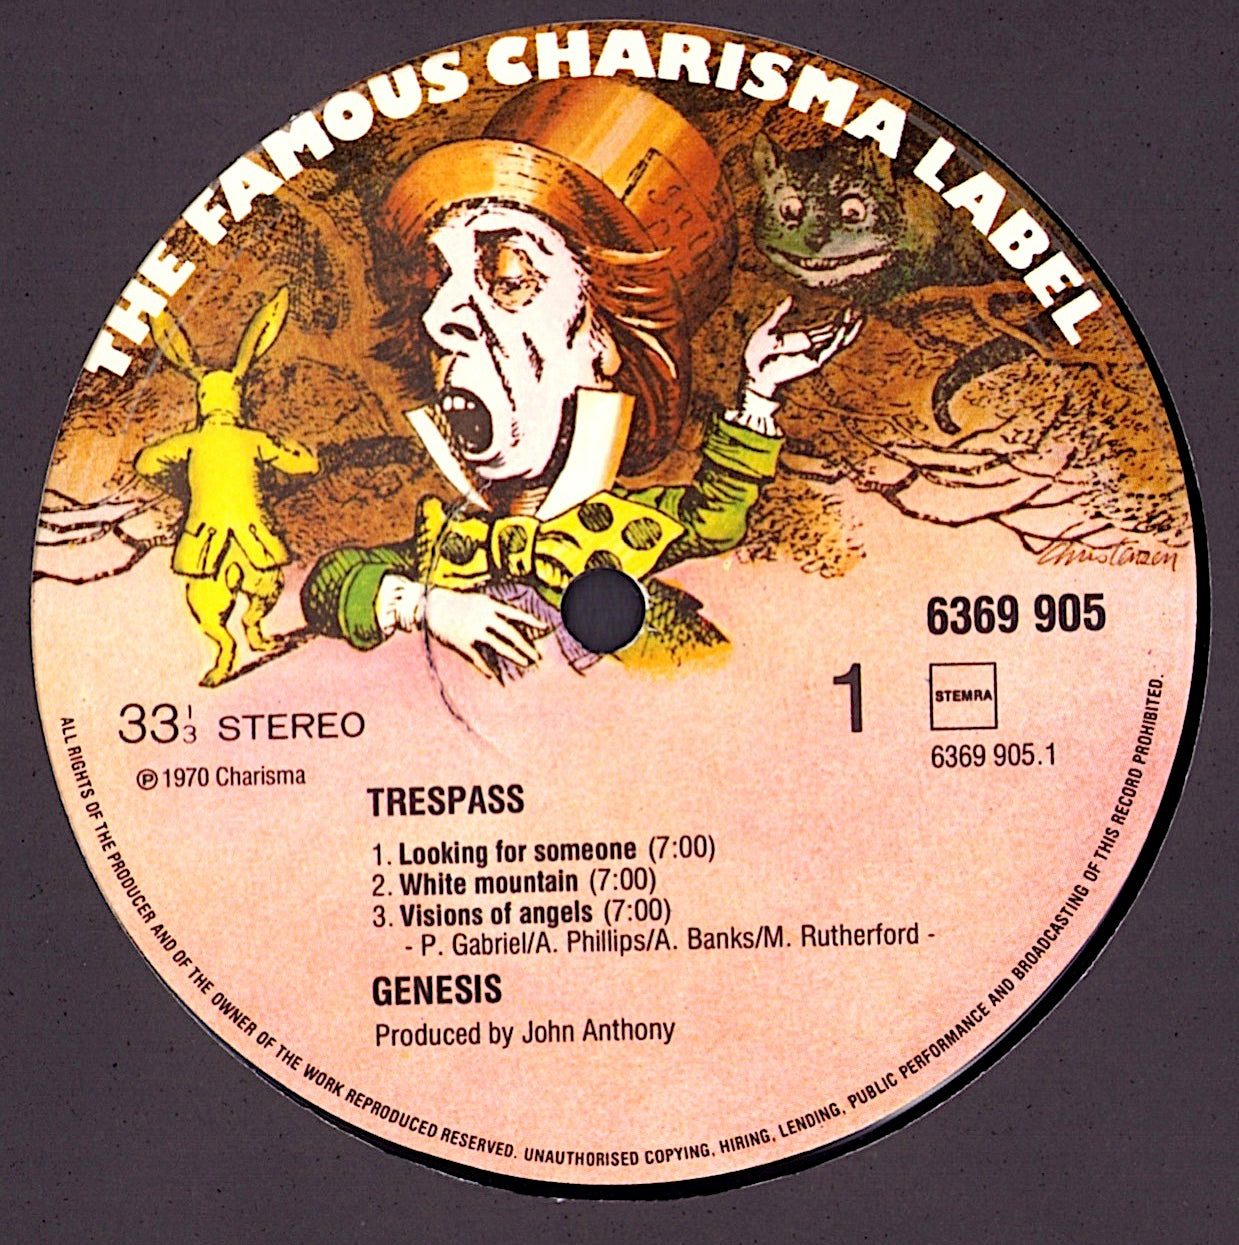 THE FAMOUS CHARISMA LABEL
Christensen
6369 905
1
STEMRA
6369 905.1
33 1/3 STEREO
℗ 1970 Charisma
TRESPASS
1. Looking for someone (7:00)
2. White mountain (7:00)
3. Visions of angels (7:00)
- P. Gabriel/A. Phillips/A. Banks/M. Rutherford -
GENESIS
Produced by John Anthony
ALL RIGHTS OF THE PRODUCER AND OF THE OWNER OF THE WORK REPRODUCED RESERVED. UNAUTHORISED COPYING, HIRING, LENDING, PUBLIC PERFORMANCE AND BROADCASTING OF THIS RECORD PROHIBITED.